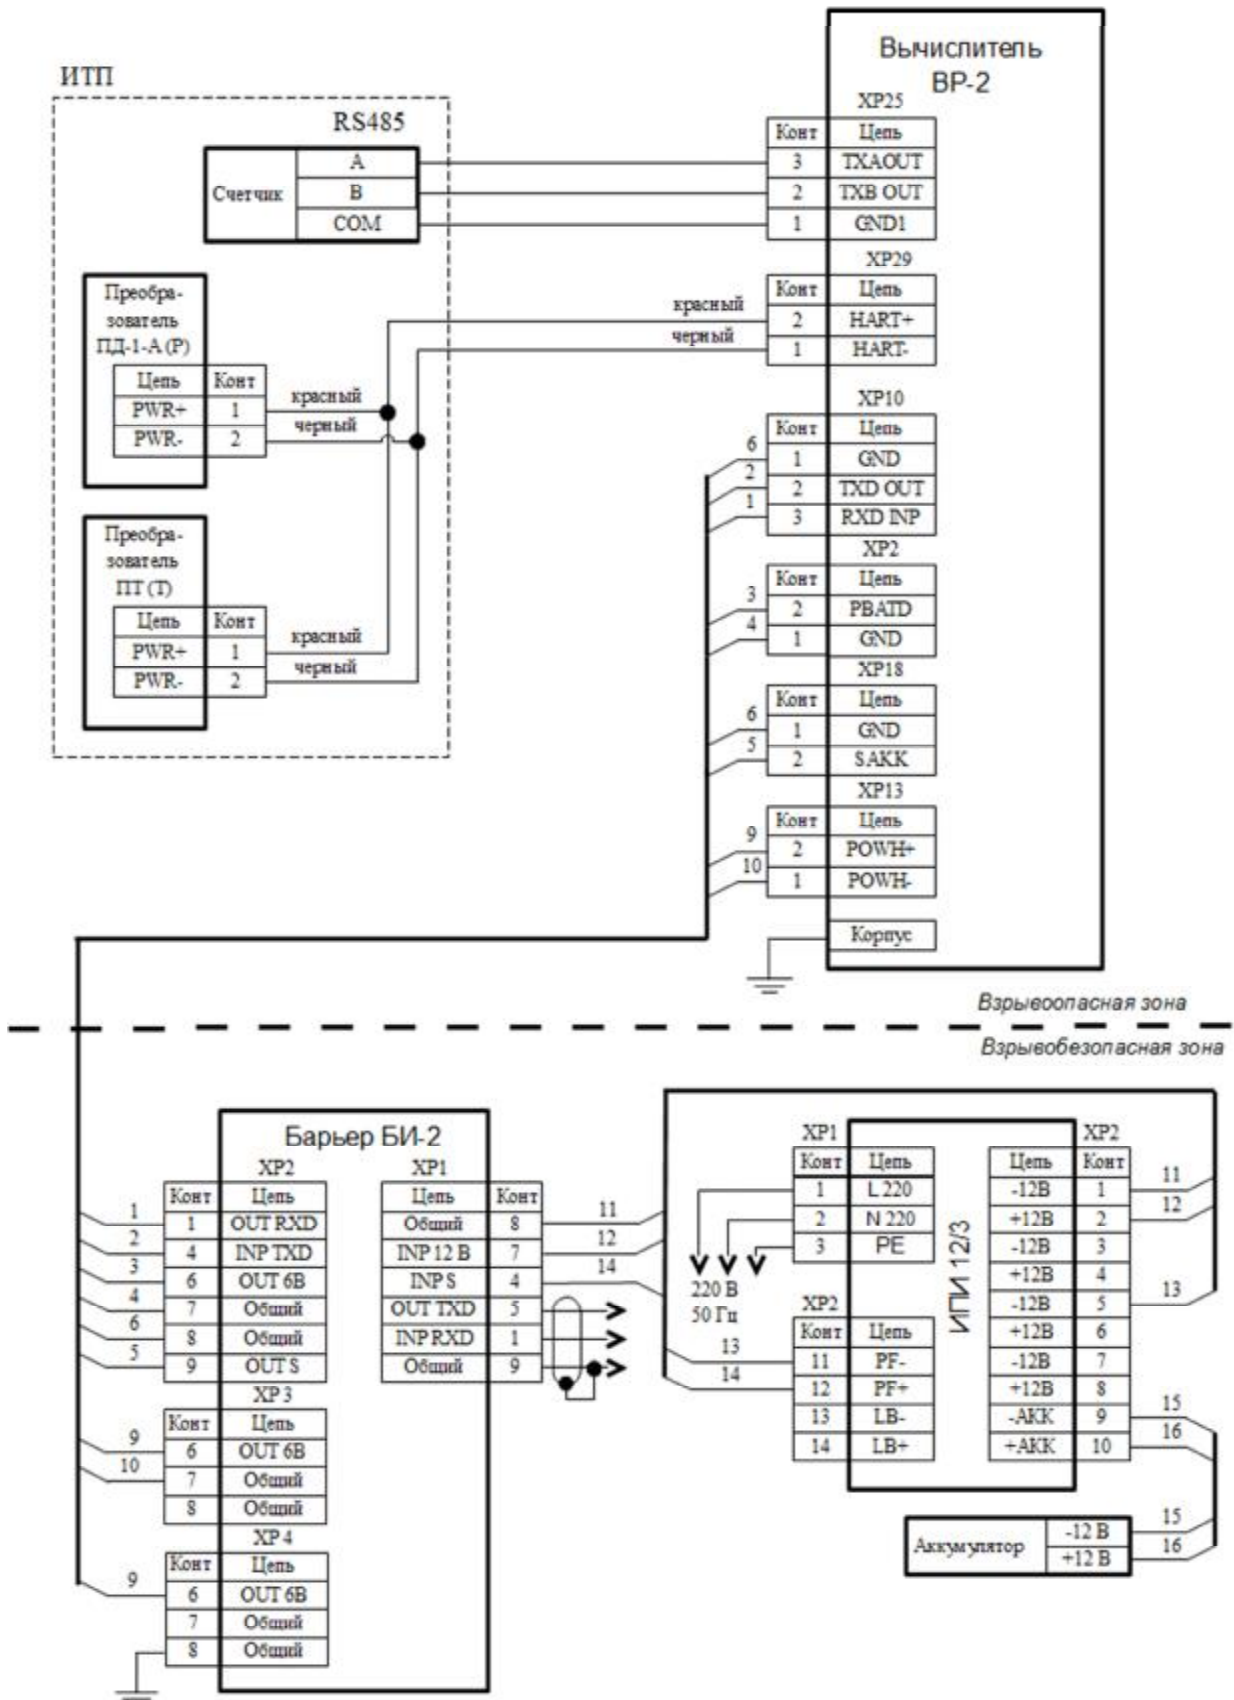 Вычислитель
ВР-2
ИТП
RS485
Счетчик
A
B
COM
XP25
Конт Цепь
3 TXAOUT
2 TXB OUT
1 GND1
XP29
Конт Цепь
красный 2 HART+
черный 1 HART-
Преобра-
зователь
ПД-1-А (Р)
Цепь Конт
PWR+ 1 красный
PWR- 2 черный
Преобра-
зователь
ПТ (Т)
Цепь Конт
PWR+ 1 красный
PWR- 2 черный
XP10
Конт Цепь
6 1 GND
2 2 TXD OUT
1 3 RXD INP
XP2
Конт Цепь
3 2 PBATD
4 1 GND
XP18
Конт Цепь
6 1 GND
5 2 SAKK
XP13
Конт Цепь
9 2 POWH+
10 1 POWH-
Корпус
Взрывоопасная зона
Взрывобезопасная зона
Барьер БИ-2
XP2
Конт Цепь
1 1 OUT RXD
2 4 INP TXD
3 6 OUT 6В
4 7 Общий
6 8 Общий
5 9 OUT S
XP3
Конт Цепь
9 6 OUT 6В
10 7 Общий
8 Общий
XP4
Конт Цепь
9 6 OUT 6В
7 Общий
8 Общий
XP1
Цепь Конт
Общий 8 11
INP 12 В 7 12
INP S 4 14
OUT TXD 5
INP RXD 1
Общий 9
ИПИ 12/3
XP1
Конт Цепь
1 L 220
2 N 220
3 PE
220 В
50 Гц
XP2
Конт Цепь
13 11 PF-
14 12 PF+
13 LB-
14 LB+
XP2
Цепь Конт
-12В 1 11
+12В 2 12
-12В 3
+12В 4
-12В 5 13
+12В 6
-12В 7
+12В 8
-АКК 9 15
+АКК 10 16
Аккумулятор
-12 В 15
+12 В 16